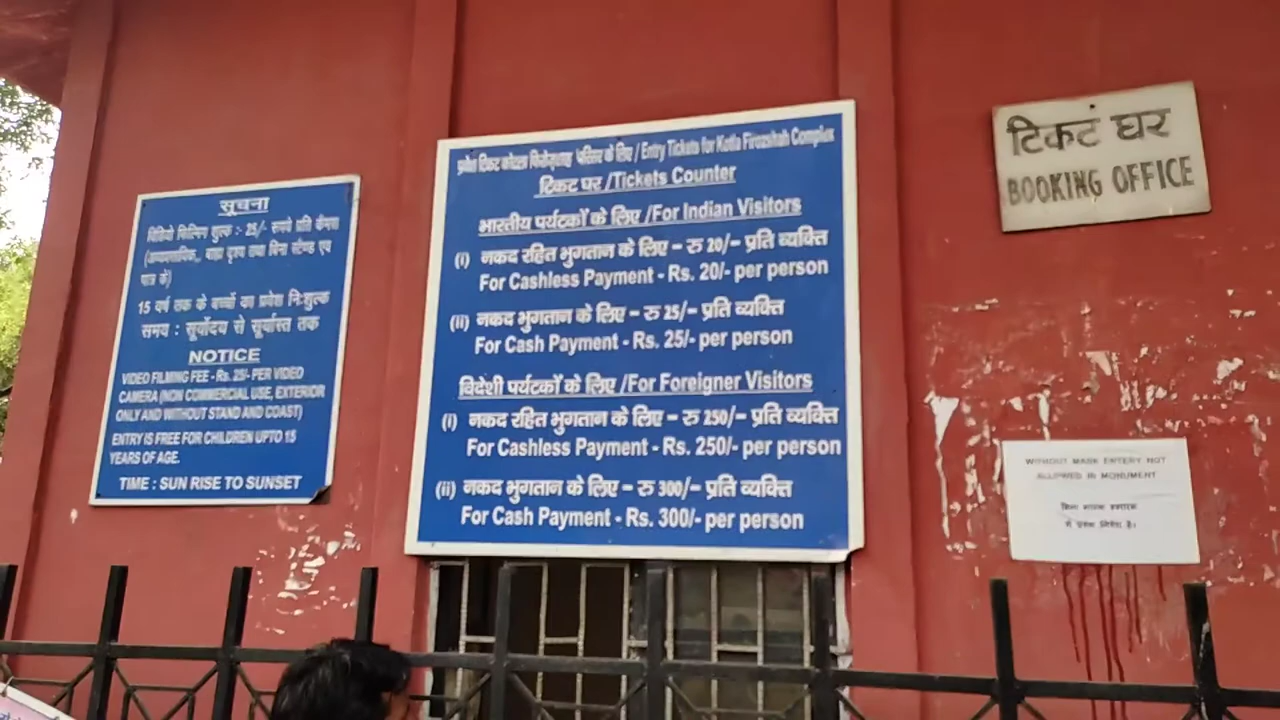 सूचना
विडियो फिल्मिंग शुल्क :- 25/- रूपये प्रति कैमरा
(अव्यवसायिक, बाह्य दृश्य तथा बिना स्टैण्ड एवं
15 वर्ष तक के बच्चों का प्रवेश नि:शुल्क
समय : सूर्योदय से सूर्यास्त तक
NOTICE
VIDEO FILMING FEE - Rs. 25/- PER VIDEO
CAMERA (NON COMMERCIAL USE, EXTERIOR
ONLY AND WITHOUT STAND AND COAST)
ENTRY IS FREE FOR CHILDREN UPTO 15
YEARS OF AGE.
TIME : SUN RISE TO SUNSET
प्रवेश टिकट कोटला फिरोज़शाह परिसर के लिए / Entry Tickets for Kotla Firozshah Complex
टिकट घर /Tickets Counter
भारतीय पर्यटकों के लिए /For Indian Visitors
(i) नकद रहित भुगतान के लिए – रु 20/– प्रति व्यक्ति
For Cashless Payment - Rs. 20/- per person
(ii) नकद भुगतान के लिए – रु 25/– प्रति व्यक्ति
For Cash Payment - Rs. 25/- per person
विदेशी पर्यटकों के लिए /For Foreigner Visitors
(i) नकद रहित भुगतान के लिए – रु 250/– प्रति व्यक्ति
For Cashless Payment - Rs. 250/- per person
(ii) नकद भुगतान के लिए – रु 300/– प्रति व्यक्ति
For Cash Payment - Rs. 300/- per person
टिकट घर
BOOKING OFFICE
WITHOUT MASK ENTERY NOT
ALLOWED IN MONUMENT
बिना मास्क स्मारक
में प्रवेश निषेध है।